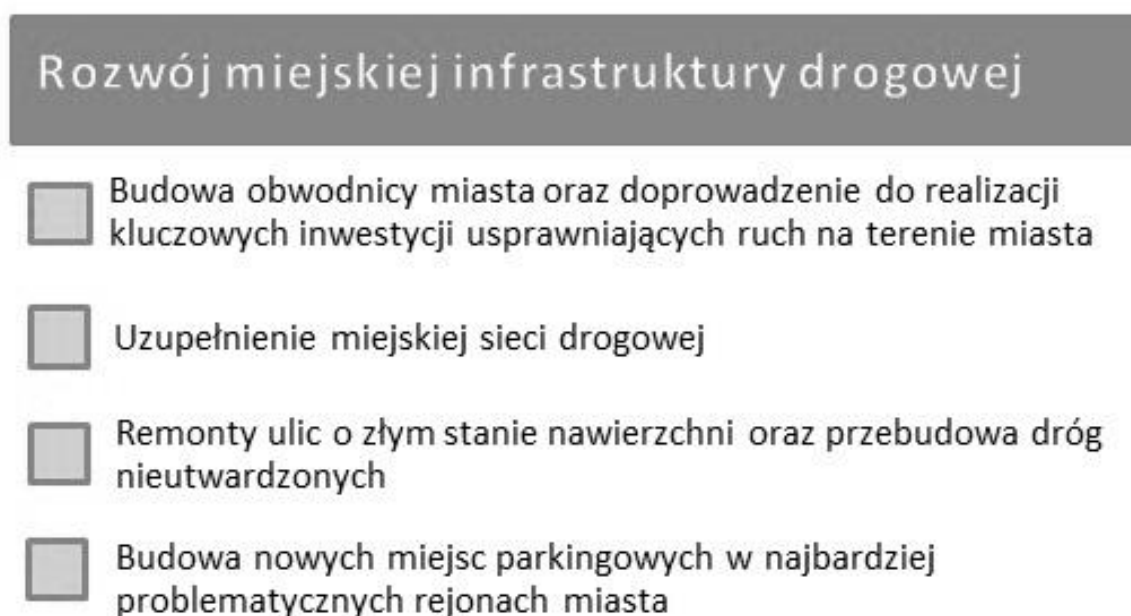 Rozwój miejskiej infrastruktury drogowej
Budowa obwodnicy miasta oraz doprowadzenie do realizacji
kluczowych inwestycji usprawniających ruch na terenie miasta
Uzupełnienie miejskiej sieci drogowej
Remonty ulic o złym stanie nawierzchni oraz przebudowa dróg
nieutwardzonych
Budowa nowych miejsc parkingowych w najbardziej
problematycznych rejonach miasta